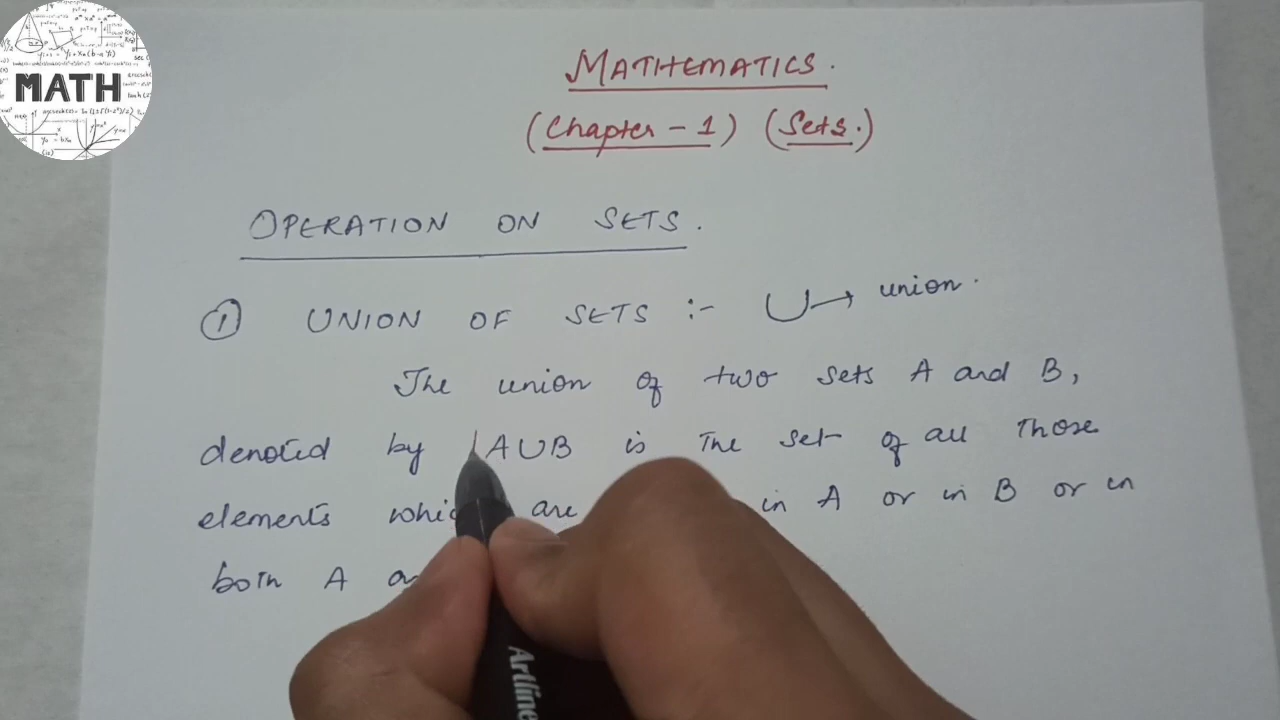 MATH
MATHEMATICS.
(Chapter - 1) (Sets.)
OPERATION ON SETS.
① UNION OF SETS :- ∪ → union.
The union of two sets A and B,
denoted by A∪B is the set of all those
elements are in A or in B or in
both A
Artline